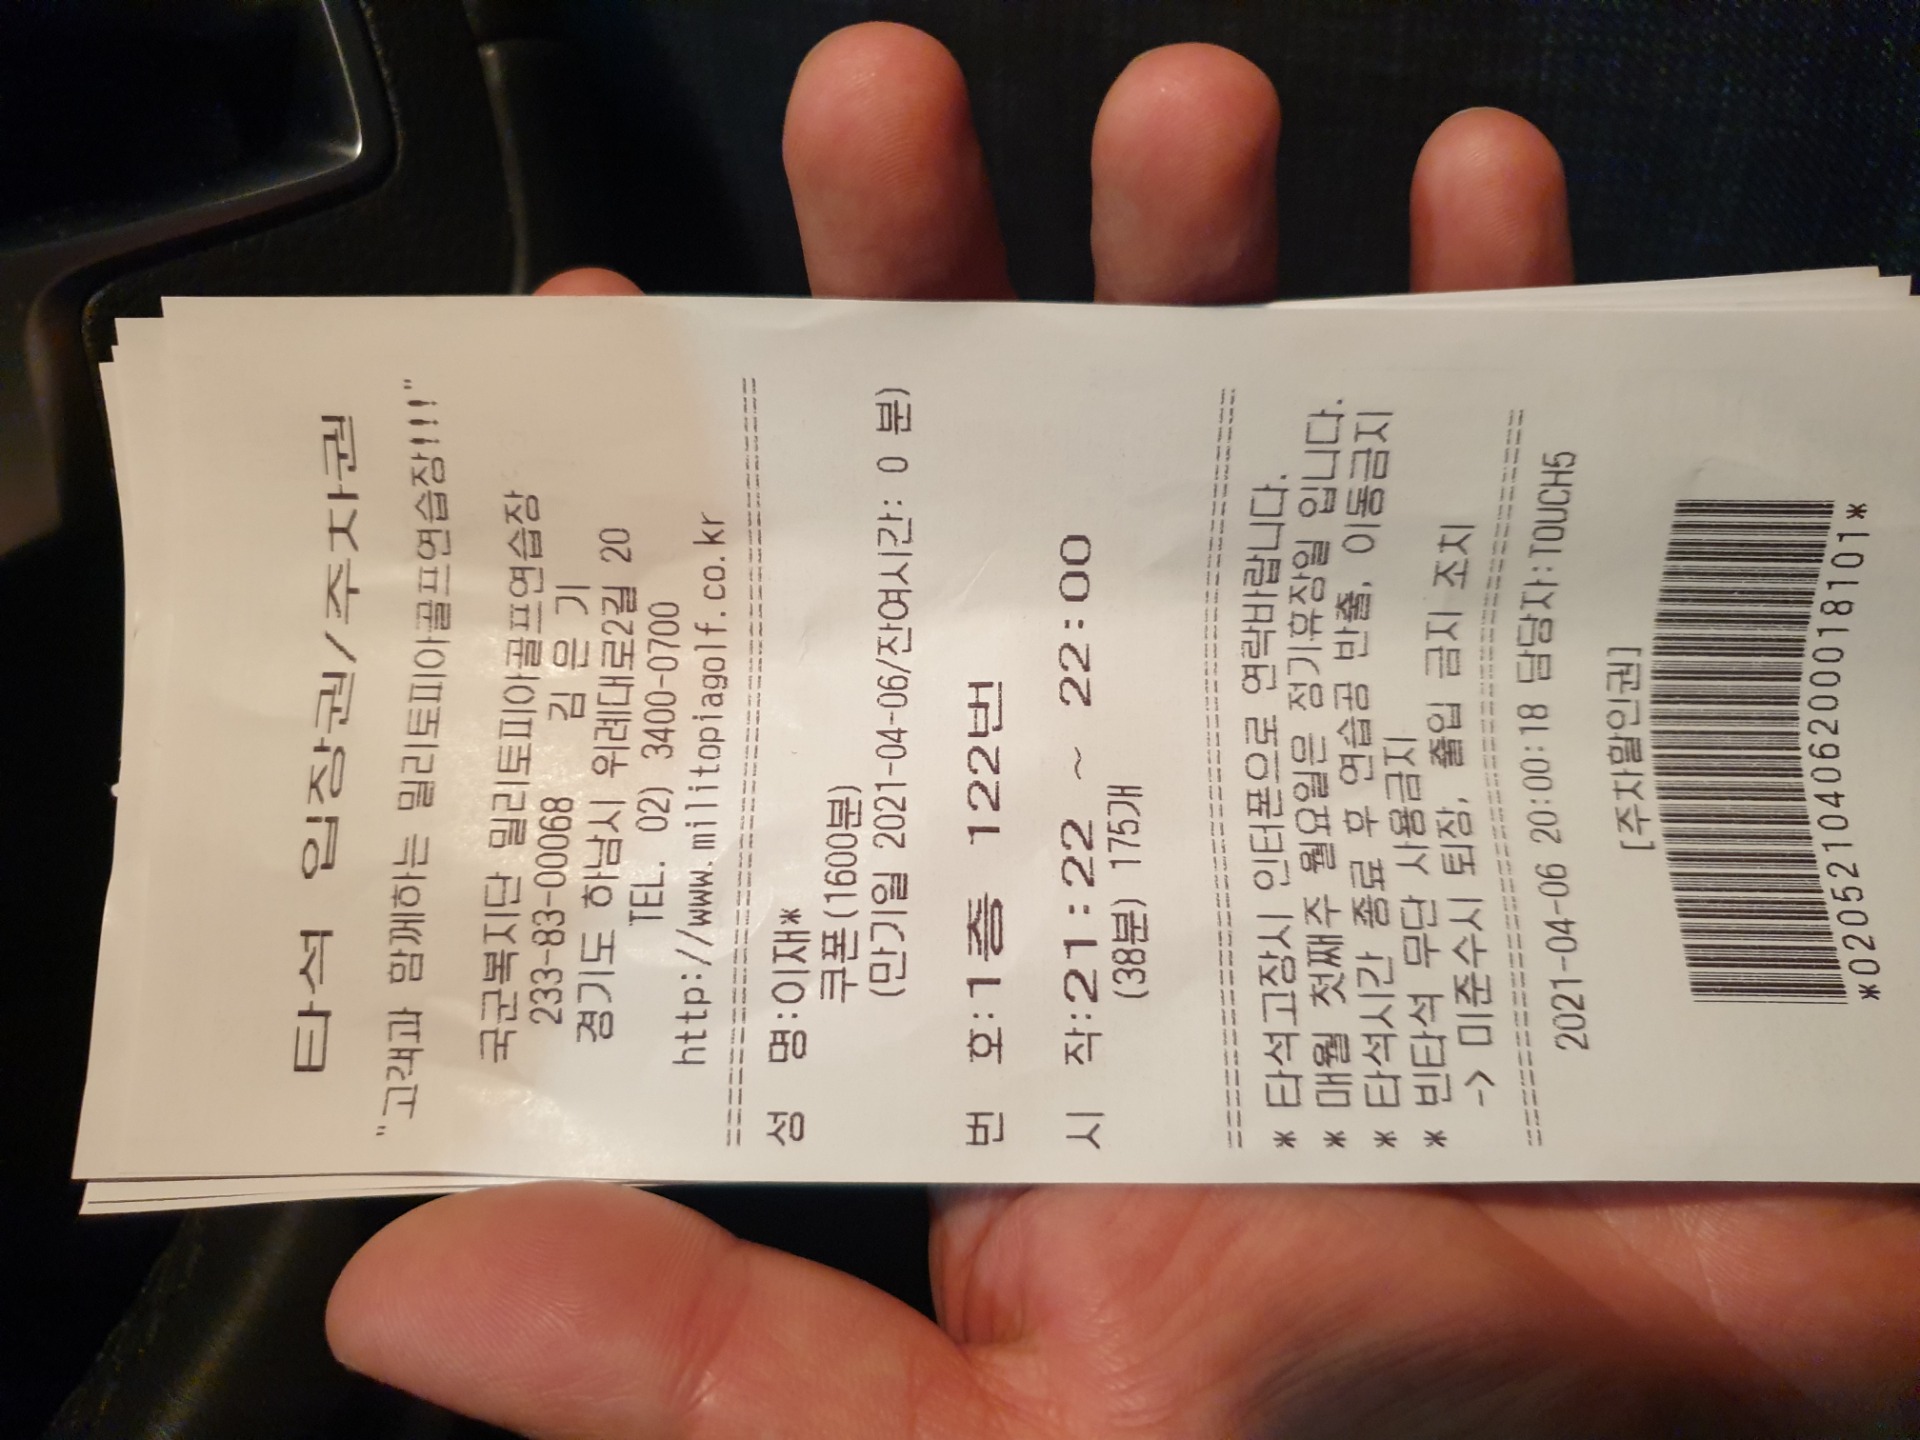 타석 입장권/주차권
"고객과 함께하는 밀리토피아골프연습장!!!"
국군복지단 밀리토피아골프연습장
233-83-00068 김 은 기
경기도 하남시 위례대로2길 20
TEL. 02) 3400-0700
http://www.militopiagolf.co.kr
성 명:이재*
쿠폰(1600분)
(만기일 2021-04-06/잔여시간: 0 분)
번 호:1층 122번
시 작:21:22 ~ 22:00
(38분) 175개
* 타석고장시 인터폰으로 연락바랍니다.
* 매월 첫째주 월요일은 정기휴장일 입니다.
* 타석시간 종료 후 연습공 반출, 이동금지
* 빈타석 무단 사용금지
-> 미준수시 퇴장, 출입 금지 조치
2021-04-06 20:00:18 담당자:TOUCH5
[주차할인권]
*020521040620001810​1*